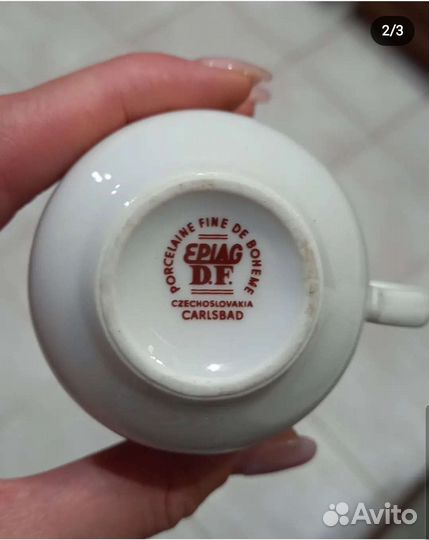 2/3
PORCELAINE FINE DE BOHEME
EPIAG
D.F.
CZECHOSLOVAKIA
CARLSBAD
Avito